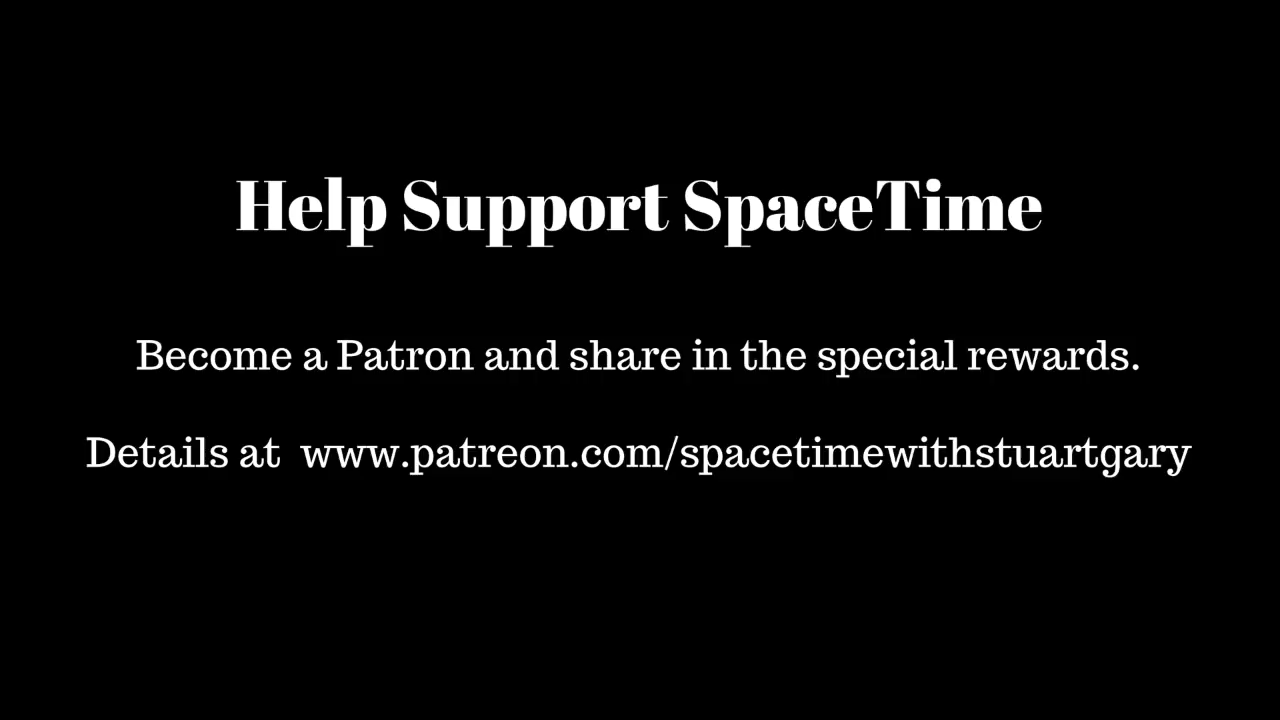 Help Support SpaceTime
Become a Patron and share in the special rewards.
Details at www.patreon.com/spacetimewithstuartgary